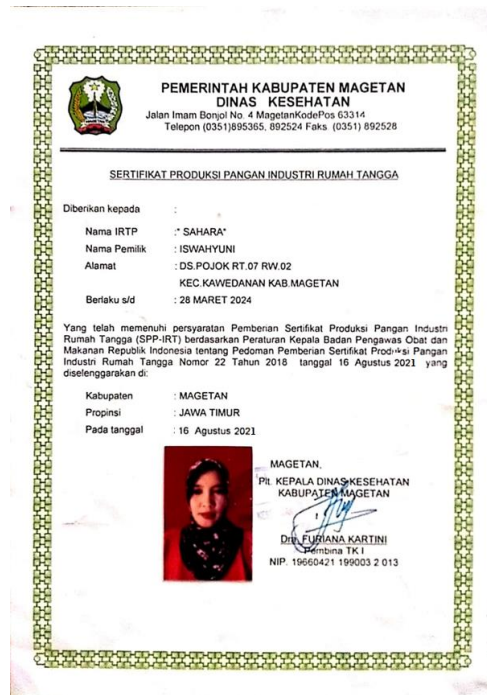 PEMERINTAH KABUPATEN MAGETAN
DINAS KESEHATAN
Jalan Imam Bonjol No. 4 MagetanKodePos 63314
Telepon (0351)895365, 892524 Faks. (0351) 892528
SERTIFIKAT PRODUKSI PANGAN INDUSTRI RUMAH TANGGA
Diberikan kepada :
Nama IRTP :" SAHARA"
Nama Pemilik : ISWAHYUNI
Alamat : DS.POJOK RT.07 RW.02
KEC.KAWEDANAN KAB.MAGETAN
Berlaku s/d : 28 MARET 2024
Yang telah memenuhi persyaratan Pemberian Sertifikat Produksi Pangan Industri
Rumah Tangga (SPP-IRT) berdasarkan Peraturan Kepala Badan Pengawas Obat dan
Makanan Republik Indonesia tentang Pedoman Pemberian Sertifikat Produksi Pangan
Industri Rumah Tangga Nomor 22 Tahun 2018 tanggal 16 Agustus 2021 yang
diselenggarakan di:
Kabupaten : MAGETAN
Propinsi : JAWA TIMUR
Pada tanggal : 16 Agustus 2021
MAGETAN,
Plt. KEPALA DINAS KESEHATAN
KABUPATEN MAGETAN
FURIANA KARTINI
Pembina TK I
NIP. 19660421 199003 2 013